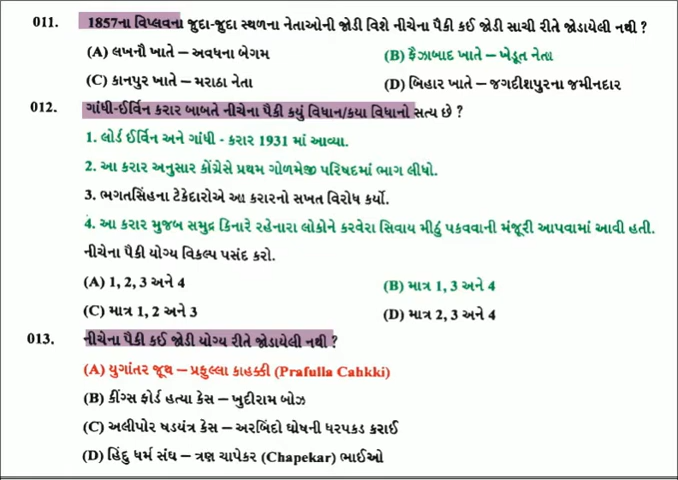 011. 1857ના વિપ્લવના જુદા-જુદા સ્થળના નેતાઓની જોડી વિશે નીચેના પૈકી કઈ જોડી સાચી રીતે જોડાયેલી નથી ?
(A) લખનૌ ખાતે – અવધના બેગમ (B) ફૈઝાબાદ ખાતે – ખેડૂત નેતા
(C) કાનપુર ખાતે – મરાઠા નેતા (D) બિહાર ખાતે – જગદીશપુરના જમીનદાર
012. ગાંધી-ઈર્વિન કરાર બાબતે નીચેના પૈકી કયું વિધાન/કયા વિધાનો સત્ય છે ?
1. લોર્ડ ઈર્વિન અને ગાંધી - કરાર 1931 માં આવ્યા.
2. આ કરાર અનુસાર કોંગ્રેસે પ્રથમ ગોળમેજી પરિષદમાં ભાગ લીધો.
3. ભગતસિંહના ટેકેદારોએ આ કરારનો સખત વિરોધ કર્યો.
4. આ કરાર મુજબ સમુદ્ર કિનારે રહેનારા લોકોને કરવેરા સિવાય મીઠું પકવવાની મંજૂરી આપવામાં આવી હતી.
નીચેના પૈકી યોગ્ય વિકલ્પ પસંદ કરો.
(A) 1, 2, 3 અને 4 (B) માત્ર 1, 3 અને 4
(C) માત્ર 1, 2 અને 3 (D) માત્ર 2, 3 અને 4
013. નીચેના પૈકી કઈ જોડી યોગ્ય રીતે જોડાયેલી નથી ?
(A) યુગાંતર જૂથ – પ્રફુલ્લા કાહક્કી (Prafulla Cahkki)
(B) કીંગ્સ ફોર્ડ હત્યા કેસ – ખુદીરામ બોઝ
(C) અલીપોર ષડયંત્ર કેસ – અરબિંદો ઘોષની ધરપકડ કરાઈ
(D) હિંદુ ધર્મ સંઘ – ત્રણ ચાપેકર (Chapekar) ભાઈઓ